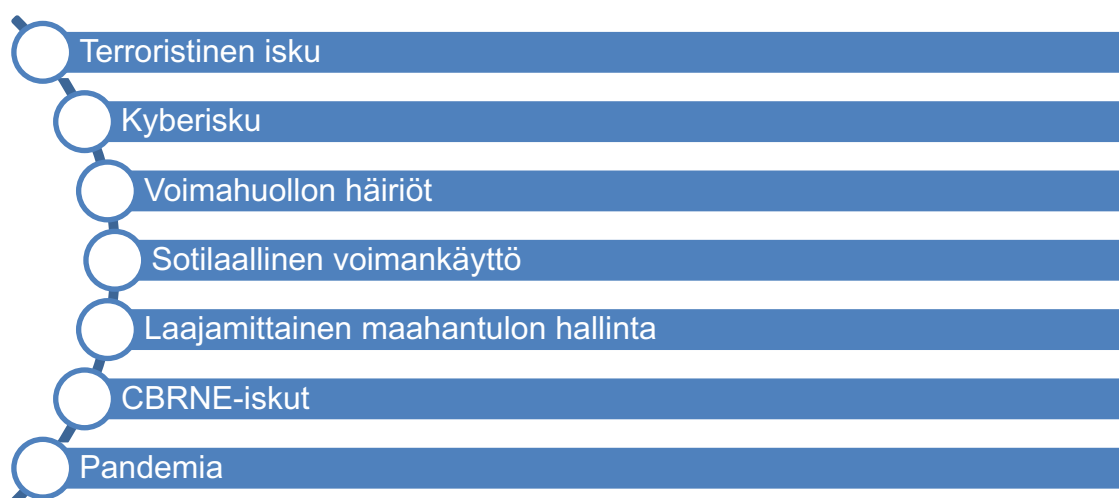 Terroristinen isku
Kyberisku
Voimahuollon häiriöt
Sotilaallinen voimankäyttö
Laajamittainen maahantulon hallinta
CBRNE-iskut
Pandemia